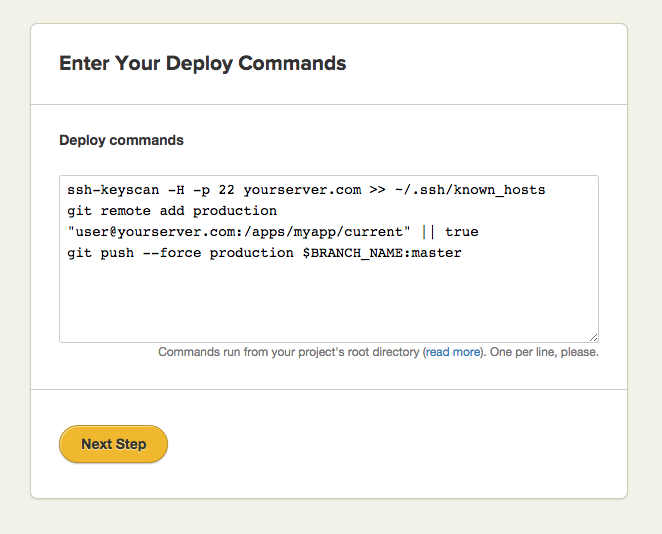 Enter Your Deploy Commands
Deploy commands
ssh-keyscan -H -p 22 yourserver.com >> ~/.ssh/known_hosts
git remote add production
"user@yourserver.com:/apps/myapp/current" || true
git push --force production $BRANCH_NAME:master
Commands run from your project's root directory (read more). One per line, please.
Next Step